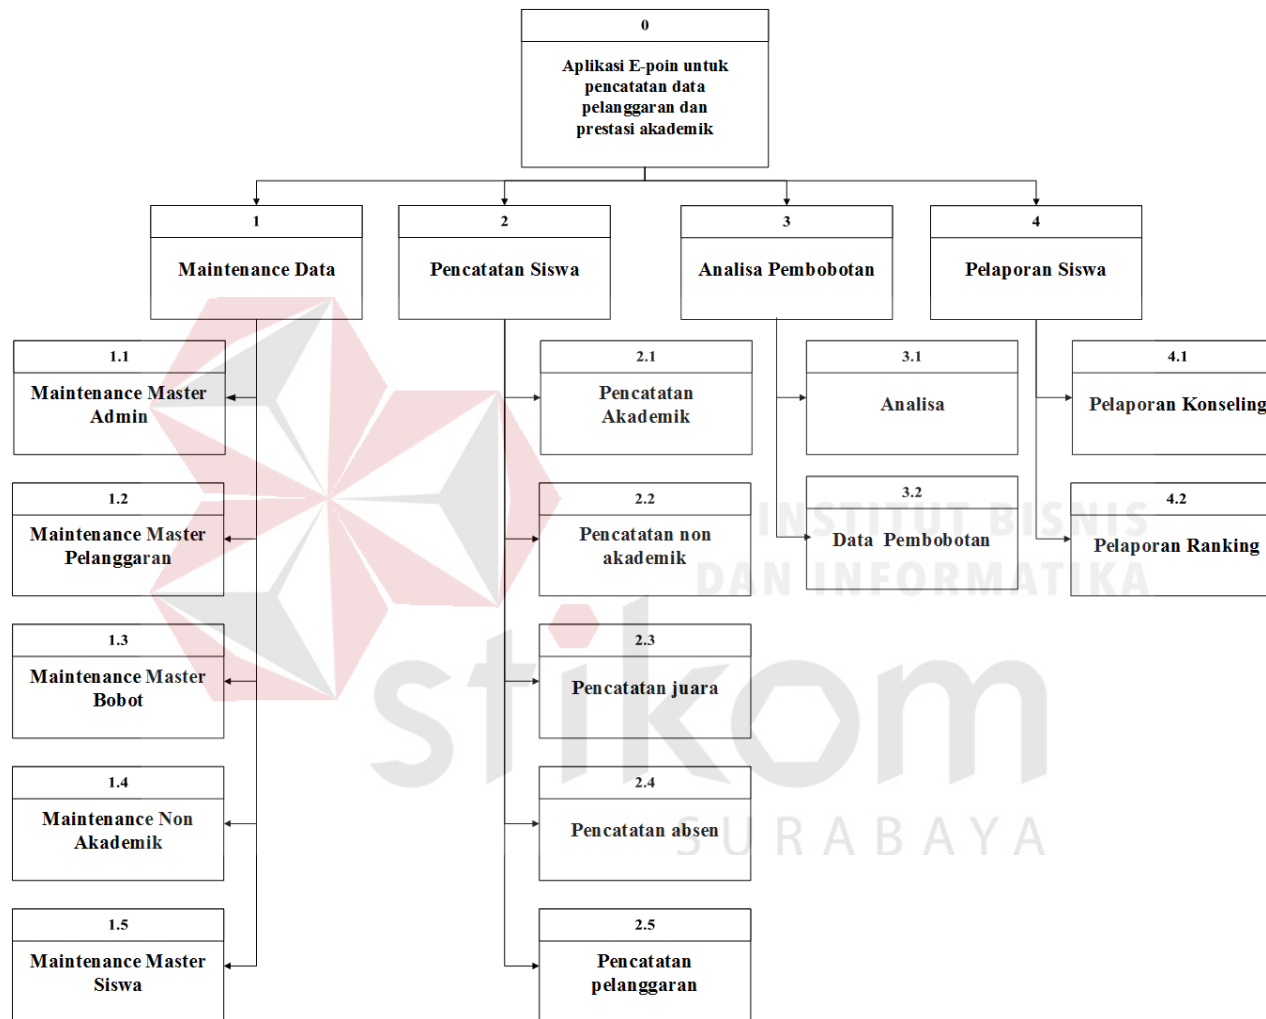 0
Aplikasi E-poin untuk
pencatatan data
pelanggaran dan
prestasi akademik
1
Maintenance Data
2
Pencatatan Siswa
3
Analisa Pembobotan
4
Pelaporan Siswa
1.1
Maintenance Master
Admin
1.2
Maintenance Master
Pelanggaran
1.3
Maintenance Master
Bobot
1.4
Maintenance Non
Akademik
1.5
Maintenance Master
Siswa
2.1
Pencatatan
Akademik
2.2
Pencatatan non
akademik
2.3
Pencatatan juara
2.4
Pencatatan absen
2.5
Pencatatan
pelanggaran
3.1
Analisa
3.2
Data Pembobotan
4.1
Pelaporan Konseling
4.2
Pelaporan Ranking
INSTITUT BISNIS
DAN INFORMATIKA
stikom
SURABAYA